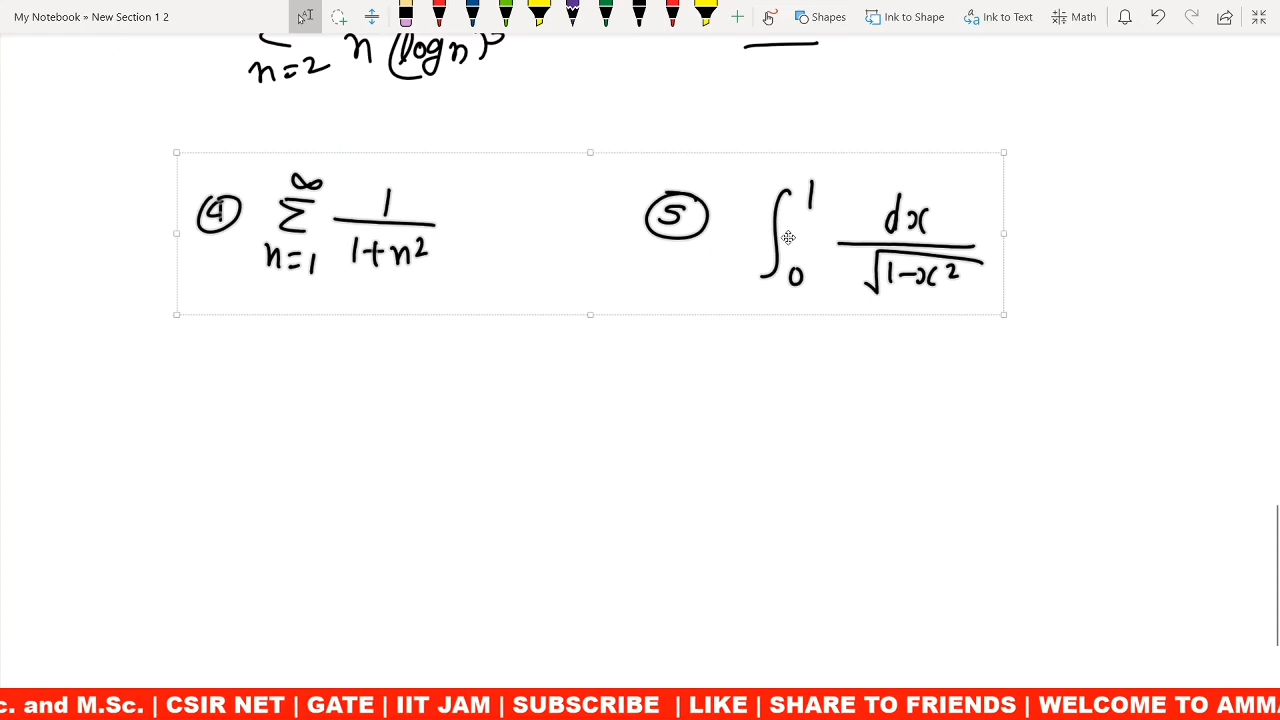 My Notebook » New Section 1 2
Shapes
Ink to Shape
Ink to Text
Math
n=2 n (log n)
④ ∞ Σ n=1 1/(1+n²)
⑤ ∫ 0 1 dx/√(1-x²)
c. and M.Sc. | CSIR NET | GATE | IIT JAM | SUBSCRIBE | LIKE | SHARE TO FRIENDS | WELCOME TO AMMA